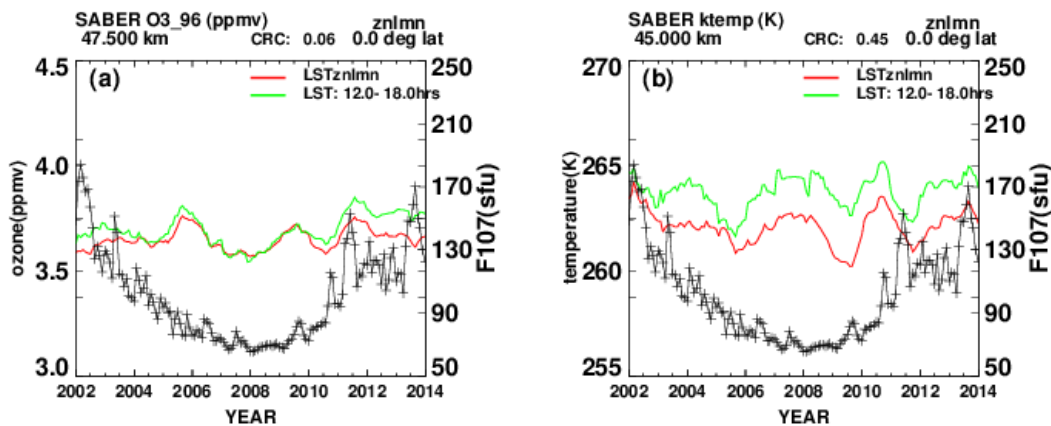 SABER O3_96 (ppmv) znlmn
47.500 km CRC: 0.06 0.0 deg lat
4.5
4.0
3.5
3.0
ozone(ppmv)
(a)
LSTznlmn
LST: 12.0- 18.0hrs
250
210
170
130
90
50
F107(sfu)
2002 2004 2006 2008 2010 2012 2014
YEAR
SABER ktemp (K) znlmn
45.000 km CRC: 0.45 0.0 deg lat
270
265
260
255
temperature(K)
(b)
LSTznlmn
LST: 12.0- 18.0hrs
250
210
170
130
90
50
F107(sfu)
2002 2004 2006 2008 2010 2012 2014
YEAR